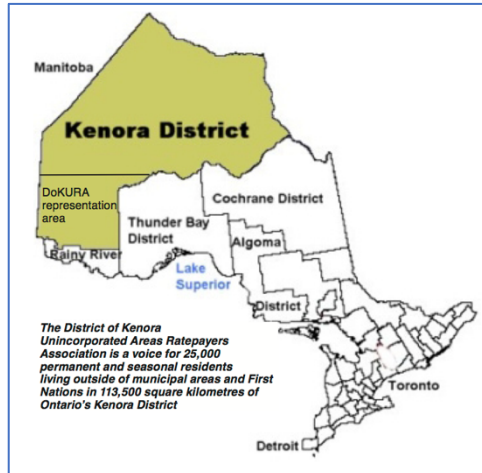 Manitoba
Kenora District
DoKURA
representation
area
Cochrane District
Thunder Bay
District
Algoma
Rainy River
Lake
Superior
District
The District of Kenora
Unincorporated Areas Ratepayers
Association is a voice for 25,000
permanent and seasonal residents
living outside of municipal areas and First
Nations in 113,500 square kilometres of
Ontario's Kenora District
Toronto
Detroit